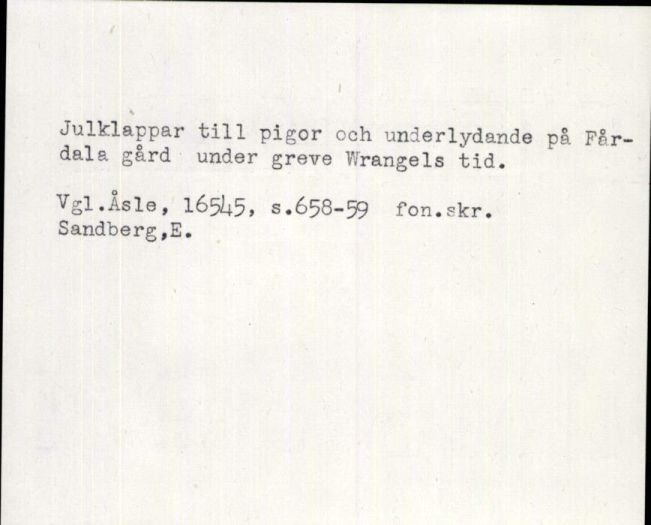 Julklappar till pigor och underlydande på Får-
dala gård under greve Wrangels tid.
Vgl.Åsle, 16545, s.658-59 fon.skr.
Sandberg,E.